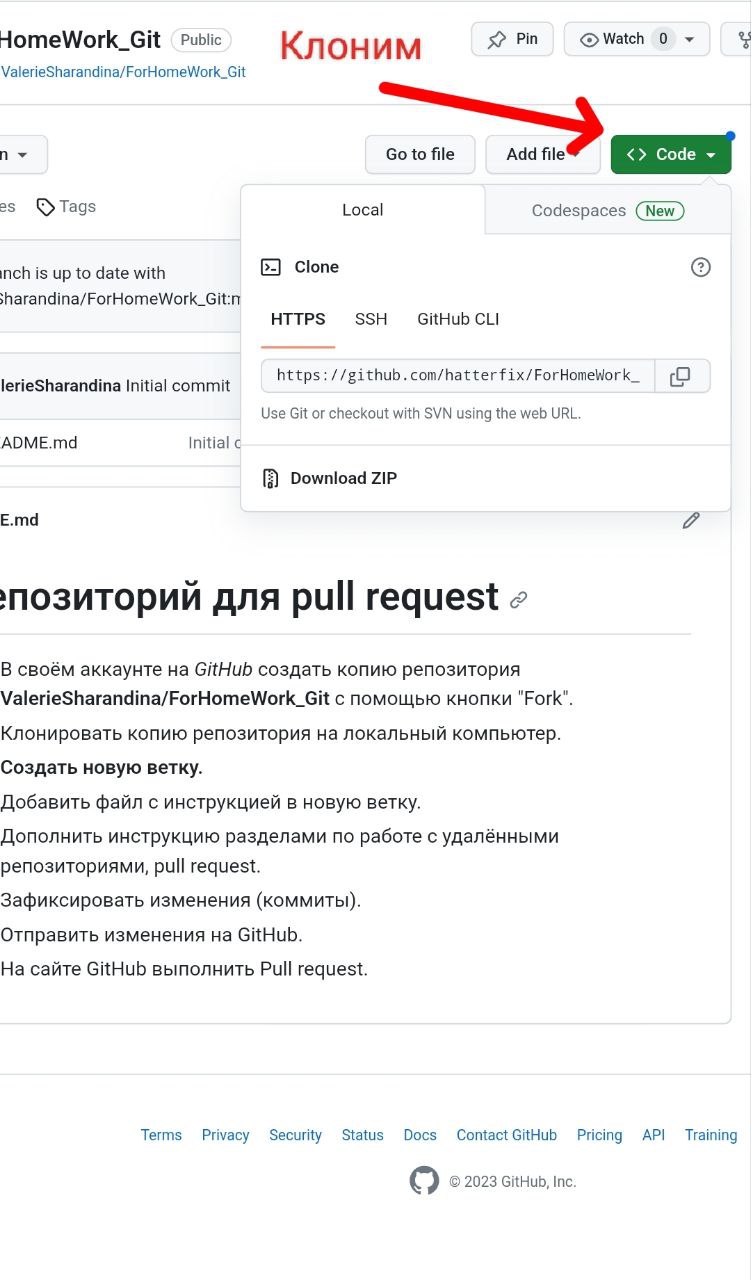 HomeWork_Git Public
Клоним
Pin
Watch 0
ValerieSharandina/ForHomeWork_Git
n
Go to file
Add file
Code
es
Tags
Local
Codespaces New
anch is up to date with
Sharandina/ForHomeWork_Git:m
Clone
HTTPS SSH GitHub CLI
https://github.com/hatterfix/ForHomeWork_
lerieSharandina Initial commit
Use Git or checkout with SVN using the web URL.
ADME.md Initial c
Download ZIP
E.md
епозиторий для pull request
В своём аккаунте на GitHub создать копию репозитория
ValerieSharandina/ForHomeWork_Git с помощью кнопки "Fork".
Клонировать копию репозитория на локальный компьютер.
Создать новую ветку.
Добавить файл с инструкцией в новую ветку.
Дополнить инструкцию разделами по работе с удалёнными
репозиториями, pull request.
Зафиксировать изменения (коммиты).
Отправить изменения на GitHub.
На сайте GitHub выполнить Pull request.
Terms Privacy Security Status Docs Contact GitHub Pricing API Training
© 2023 GitHub, Inc.